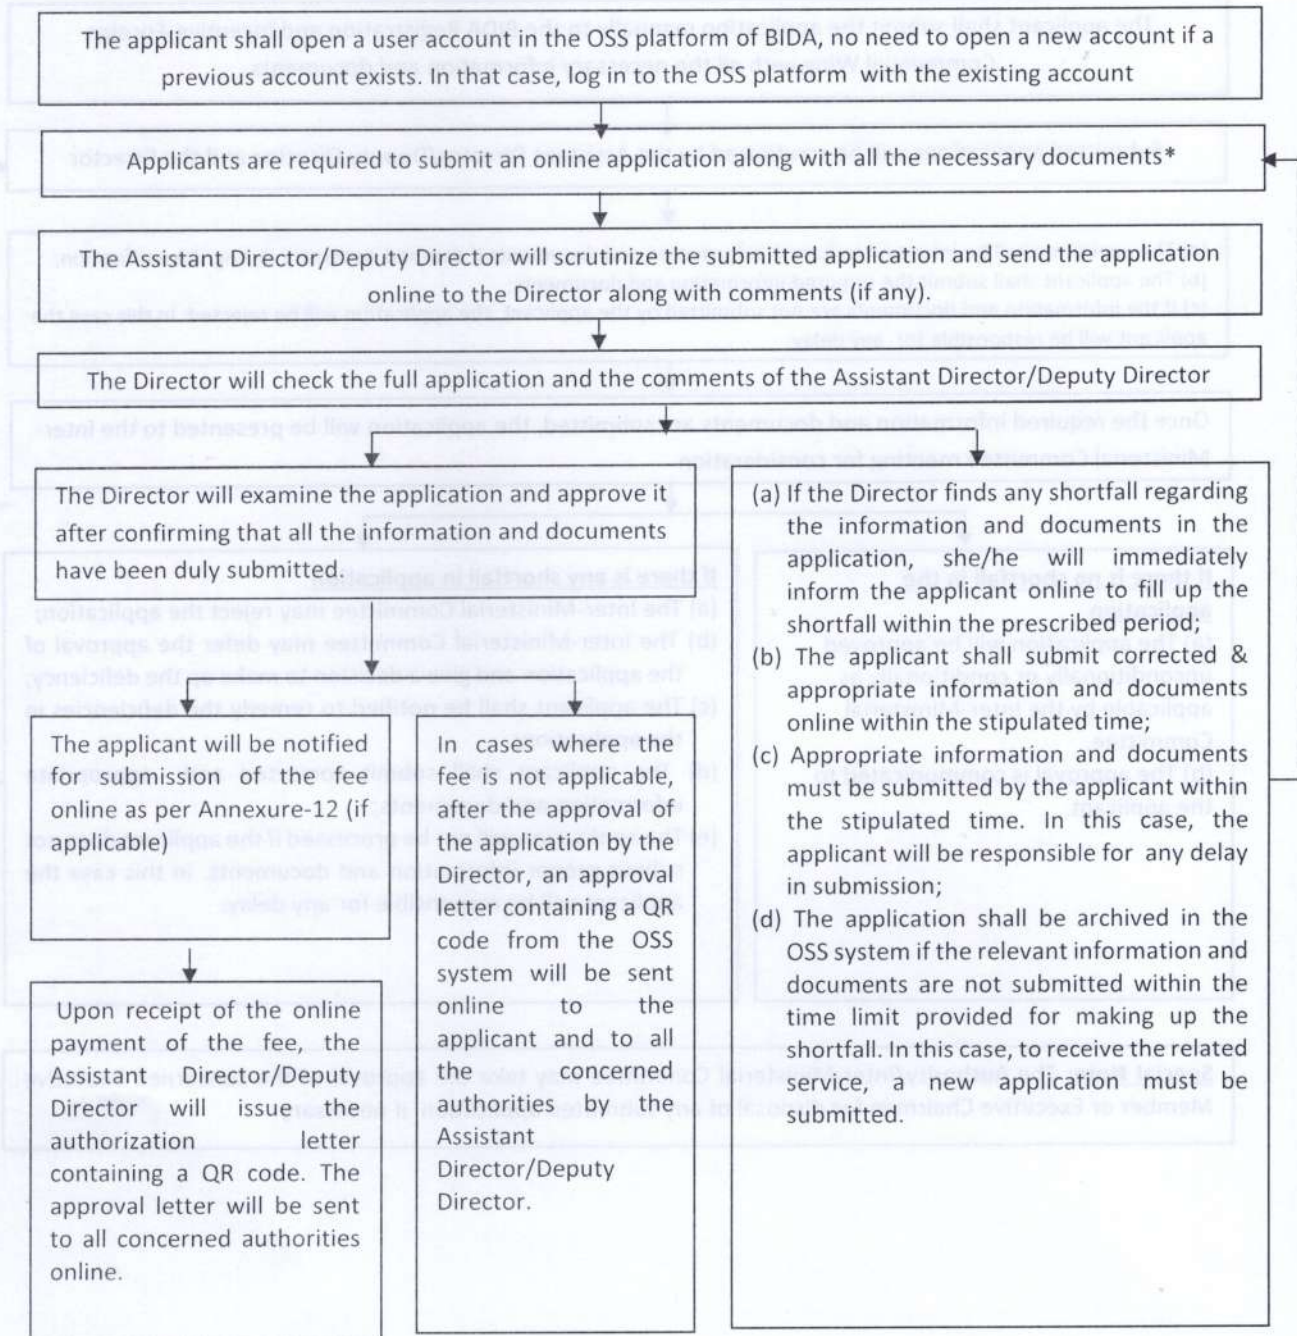 The applicant shall open a user account in the OSS platform of BIDA, no need to open a new account if a
previous account exists. In that case, log in to the OSS platform with the existing account
Applicants are required to submit an online application along with all the necessary documents*
The Assistant Director/Deputy Director will scrutinize the submitted application and send the application
online to the Director along with comments (if any).
The Director will check the full application and the comments of the Assistant Director/Deputy Director
The Director will examine the application and approve it
after confirming that all the information and documents
have been duly submitted.
The applicant will be notified
for submission of the fee
online as per Annexure-12 (if
applicable)
Upon receipt of the online
payment of the fee, the
Assistant Director/Deputy
Director will issue the
authorization letter
containing a QR code. The
approval letter will be sent
to all concerned authorities
online.
In cases where the
fee is not applicable,
after the approval of
the application by the
Director, an approval
letter containing a QR
code from the OSS
system will be sent
online to the
applicant and to all
the concerned
authorities by the
Assistant
Director/Deputy
Director.
(a) If the Director finds any shortfall regarding
the information and documents in the
application, she/he will immediately
inform the applicant online to fill up the
shortfall within the prescribed period;
(b) The applicant shall submit corrected &
appropriate information and documents
online within the stipulated time;
(c) Appropriate information and documents
must be submitted by the applicant within
the stipulated time. In this case, the
applicant will be responsible for any delay
in submission;
(d) The application shall be archived in the
OSS system if the relevant information and
documents are not submitted within the
time limit provided for making up the
shortfall. In this case, to receive the related
service, a new application must be
submitted.